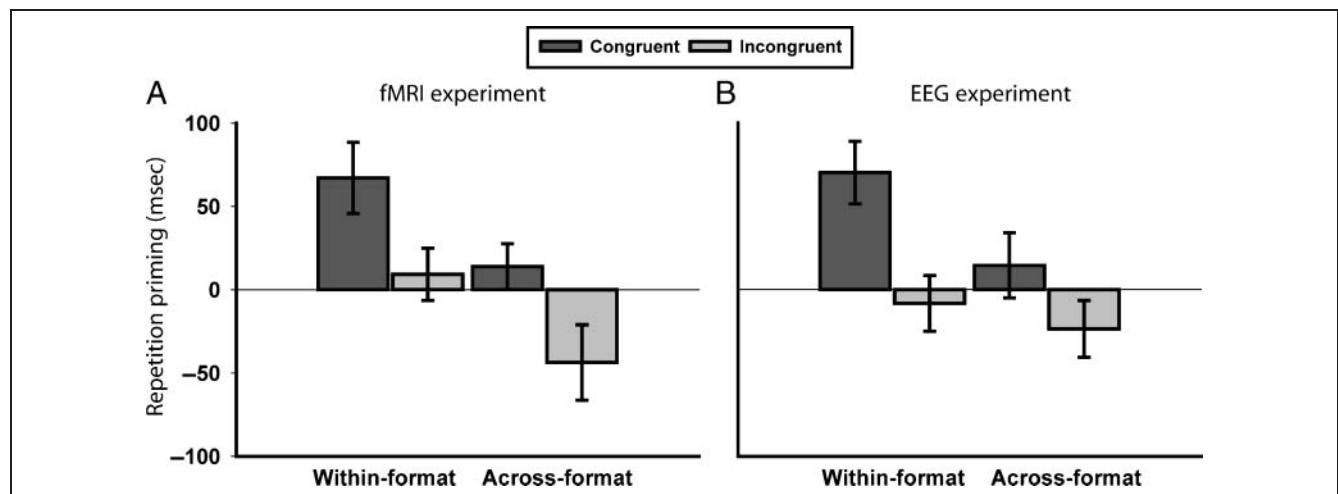 Congruent Incongruent
A fMRI experiment B EEG experiment
Repetition priming (msec)
100
50
0
–50
–100
Within-format Across-format Within-format Across-format